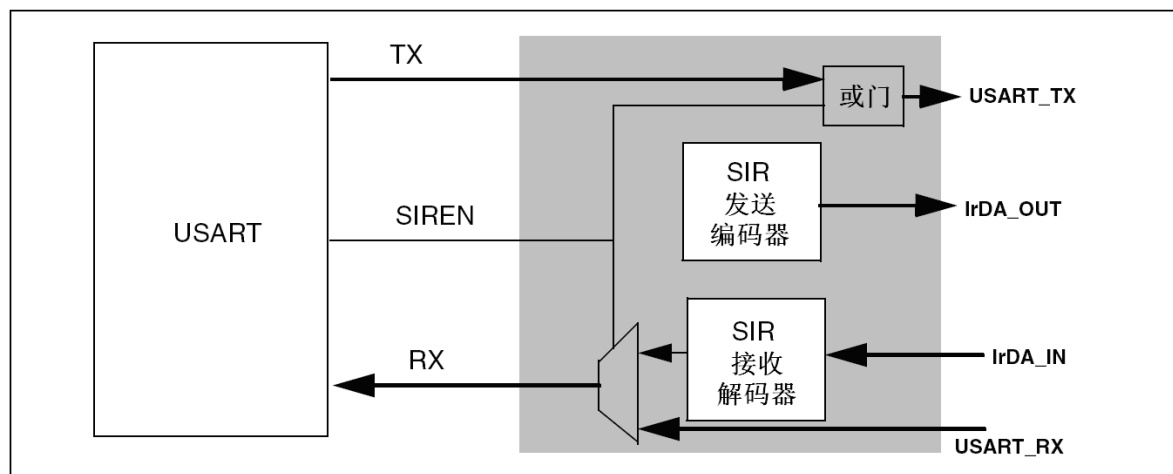 TX
或门
USART_TX
SIR
发送
编码器
IrDA_OUT
SIREN
USART
SIR
接收
解码器
IrDA_IN
RX
USART_RX